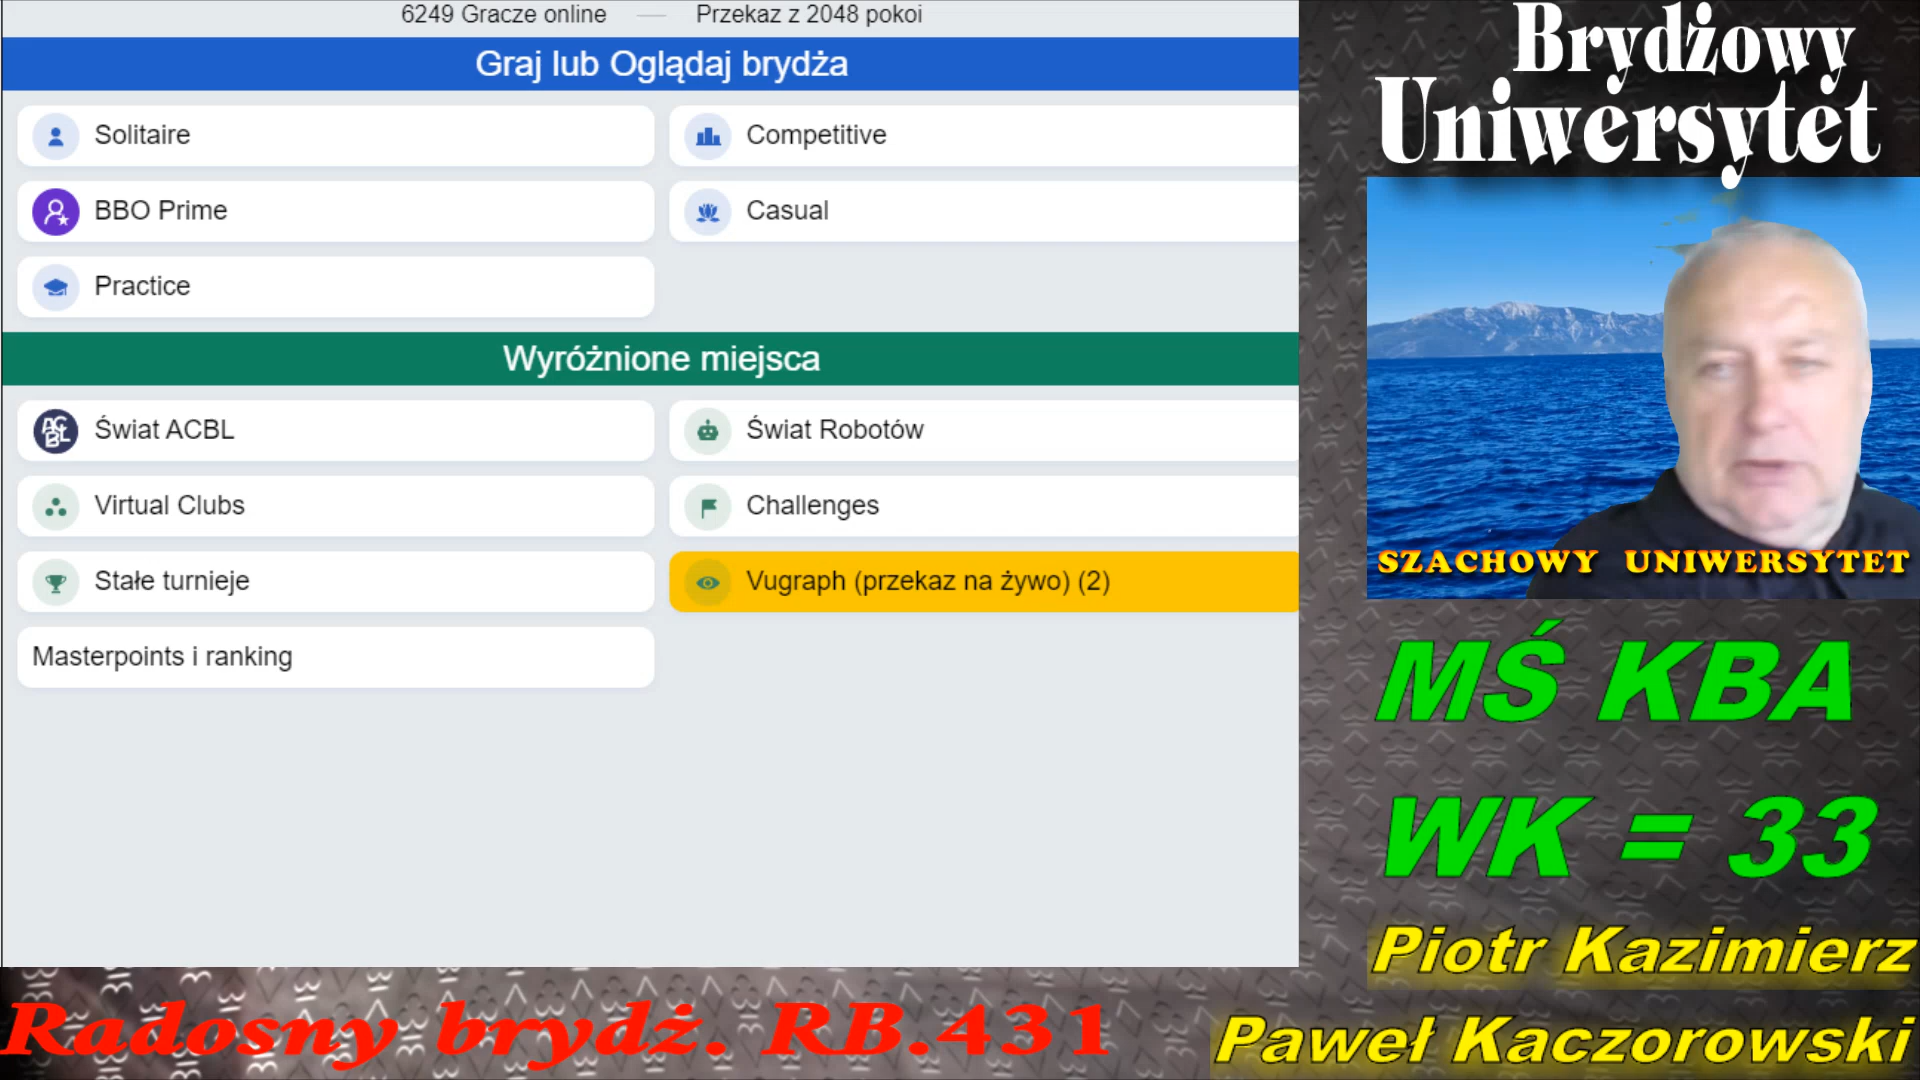 6249 Gracze online — Przekaz z 2048 pokoi
Graj lub Oglądaj brydża
Solitaire
Competitive
BBO Prime
Casual
Practice
Wyróżnione miejsca
ACBL
Świat ACBL
Świat Robotów
Virtual Clubs
Challenges
Stałe turnieje
Vugraph (przekaz na żywo) (2)
Masterpoints i ranking
Brydżowy
Uniwersytet
SZACHOWY UNIWERSYTET
MŚ KBA
WK = 33
Piotr Kazimierz
Paweł Kaczorowski
Radosny brydż. RB.431